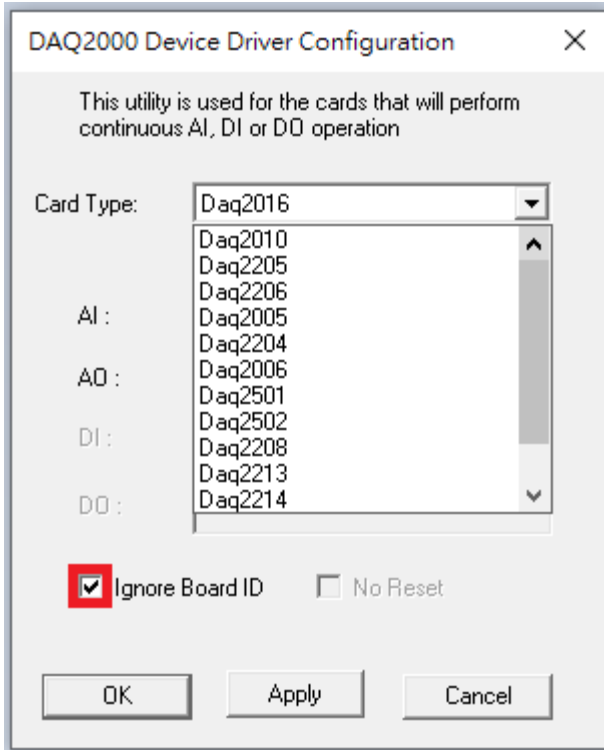 DAQ2000 Device Driver Configuration
This utility is used for the cards that will perform
continuous AI, DI or DO operation
Card Type:
Daq2016
Daq2010
Daq2205
Daq2206
Daq2005
Daq2204
Daq2006
Daq2501
Daq2502
Daq2208
Daq2213
Daq2214
AI :
AO :
DI :
DO :
Ignore Board ID
No Reset
OK
Apply
Cancel